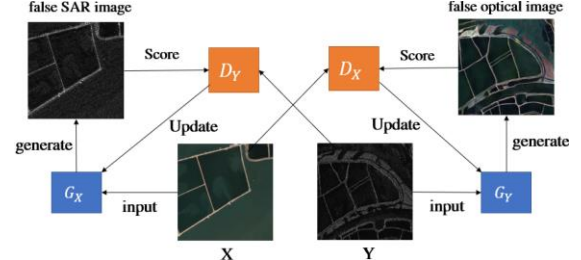 false SAR image
false optical image
Score
D_Y
D_X
Score
generate
Update
Update
generate
G_X
input
input
G_Y
X
Y